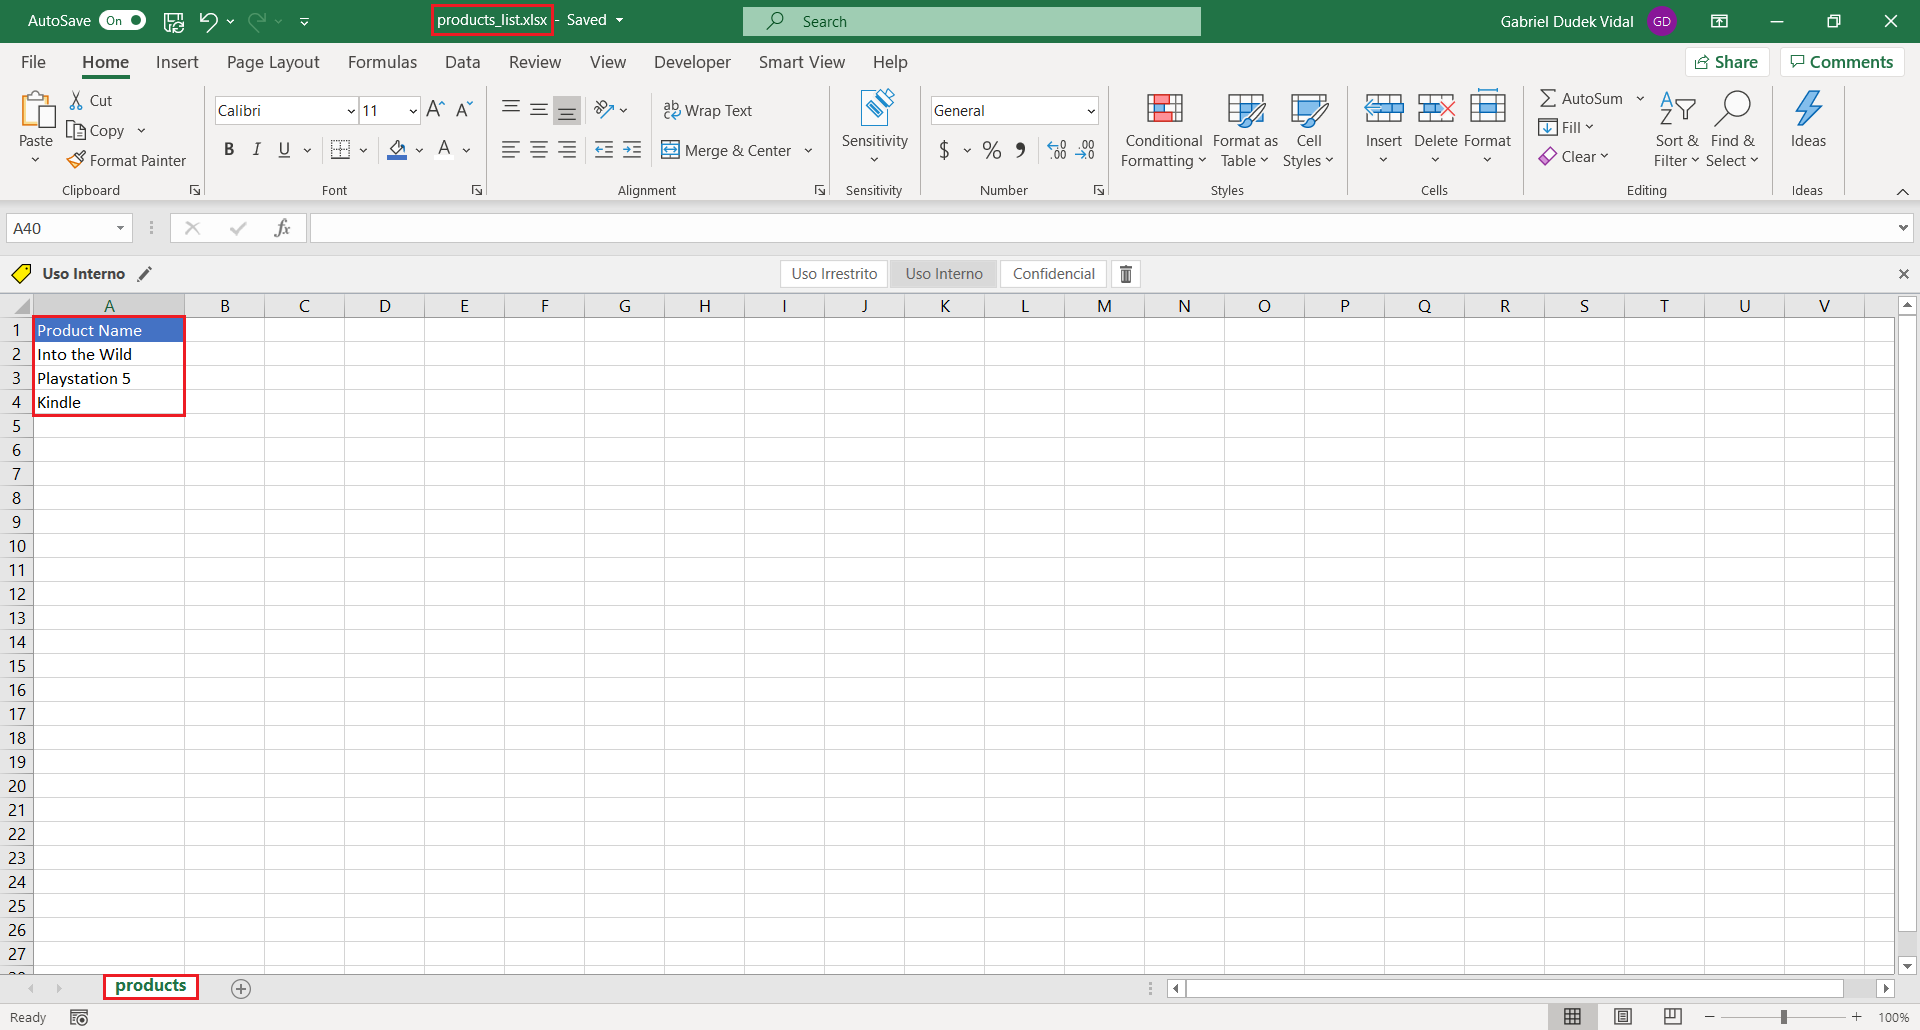 AutoSave On products_list.xlsx - Saved Search Gabriel Dudek Vidal GD
File Home Insert Page Layout Formulas Data Review View Developer Smart View Help Share Comments
Paste Cut Copy Format Painter Clipboard
Calibri 11 B I U A Font
ab Wrap Text Merge & Center Alignment
Sensitivity Sensitivity
General $ % Number
Conditional Formatting Format as Table Cell Styles Styles
Insert Delete Format Cells
AutoSum Fill Clear Sort & Filter Find & Select Editing
Ideas Ideas
A40 fx
Uso Interno Uso Irrestrito Uso Interno Confidencial
A B C D E F G H I J K L M N O P Q R S T U V
1 Product Name
2 Into the Wild
3 Playstation 5
4 Kindle
5
6
7
8
9
10
11
12
13
14
15
16
17
18
19
20
21
22
23
24
25
26
27
products
Ready 100%